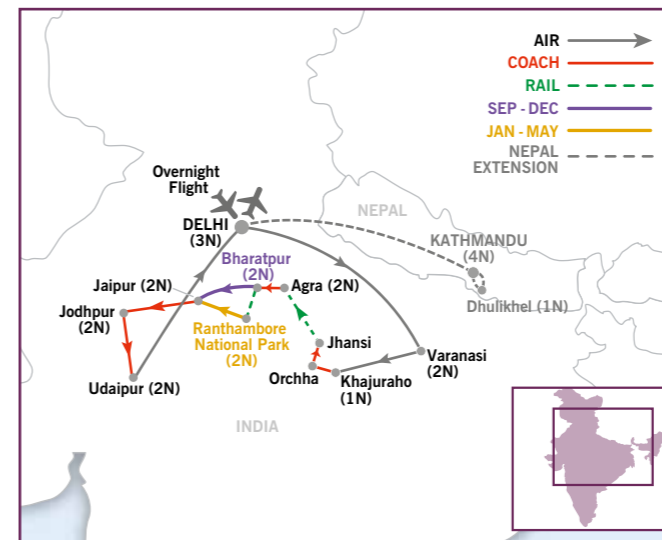 AIR
COACH
RAIL
SEP - DEC
JAN - MAY
NEPAL
EXTENSION
Overnight
Flight
DELHI
(3N)
NEPAL
KATHMANDU
(4N)
Dhulikhel (1N)
Bharatpur
(2N)
Jaipur (2N)
Agra (2N)
Jodhpur
(2N)
Ranthambore
National Park
(2N)
Jhansi
Varanasi
(2N)
Orchha
Khajuraho
(1N)
Udaipur (2N)
INDIA